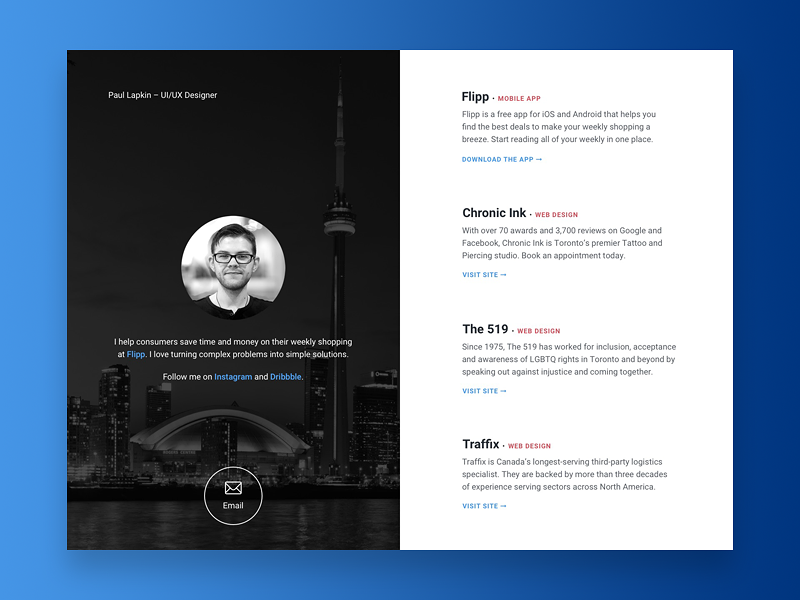 Paul Lapkin – UI/UX Designer
I help consumers save time and money on their weekly shopping
at Flipp. I love turning complex problems into simple solutions.
Follow me on Instagram and Dribbble.
Email
Flipp • MOBILE APP
Flipp is a free app for iOS and Android that helps you
find the best deals to make your weekly shopping a
breeze. Start reading all of your weekly in one place.
DOWNLOAD THE APP →
Chronic Ink • WEB DESIGN
With over 70 awards and 3,700 reviews on Google and
Facebook, Chronic Ink is Toronto's premier Tattoo and
Piercing studio. Book an appointment today.
VISIT SITE →
The 519 • WEB DESIGN
Since 1975, The 519 has worked for inclusion, acceptance
and awareness of LGBTQ rights in Toronto and beyond by
speaking out against injustice and coming together.
VISIT SITE →
Traffix • WEB DESIGN
Traffix is Canada's longest-serving third-party logistics
specialist. They are backed by more than three decades
of experience serving sectors across North America.
VISIT SITE →